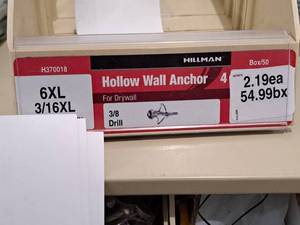 HILLMAN
H370018
Hollow Wall Anchor 4
Box/50
6XL
3/16XL
For Drywall
3/8
Drill
2.19ea
54.99bx